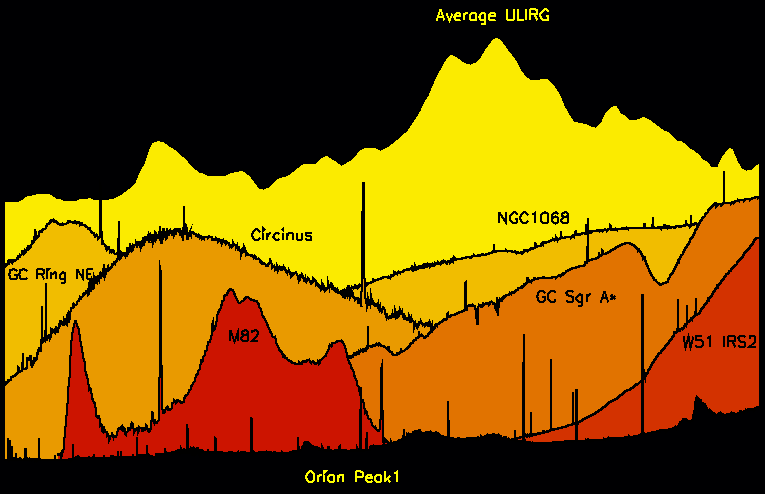 Average ULIRG
NGC1068
Circinus
GC Ring NE
GC Sgr A*
M82
W51 IRS2
Orion Peak1